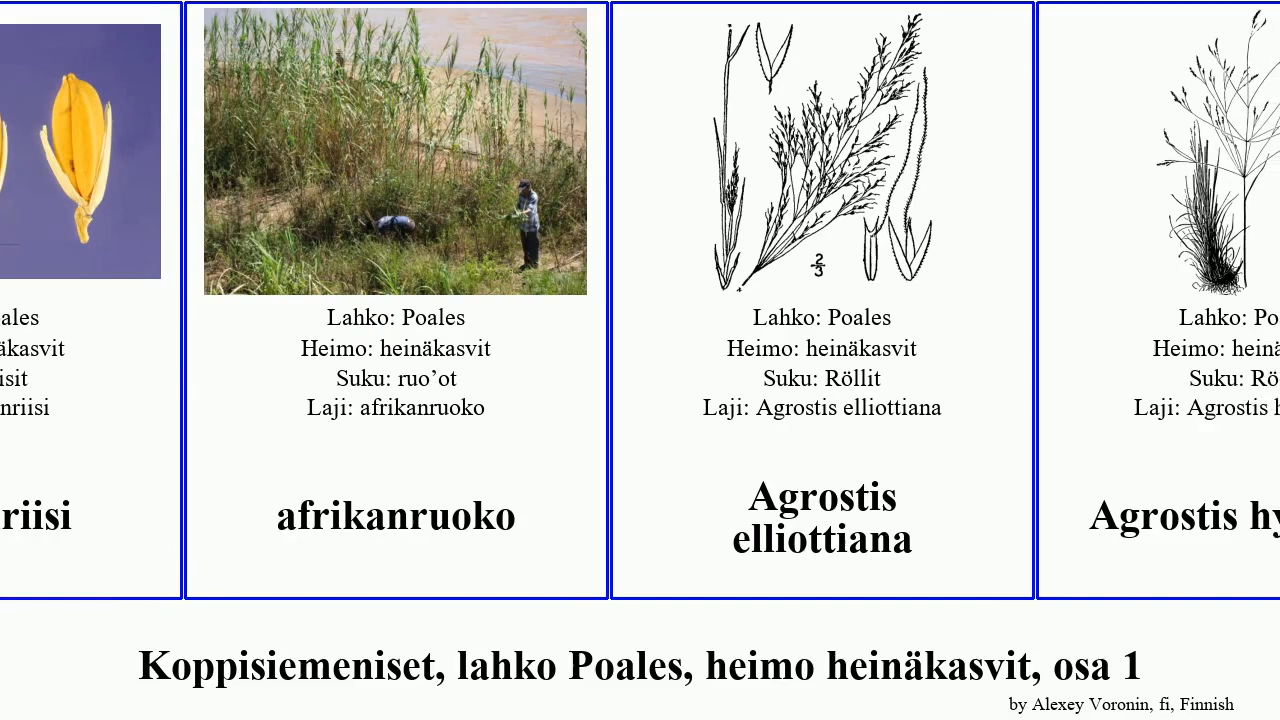 ales
äkasvit
isit
nriisi
riisi
Lahko: Poales
Heimo: heinäkasvit
Suku: ruo’ot
Laji: afrikanruoko
afrikanruoko
2
3
Lahko: Poales
Heimo: heinäkasvit
Suku: Röllit
Laji: Agrostis elliottiana
Agrostis
elliottiana
Lahko: Po
Heimo: heinä
Suku: Rö
Laji: Agrostis h
Agrostis hy
Koppisiemeniset, lahko Poales, heimo heinäkasvit, osa 1
by Alexey Voronin, fi, Finnish